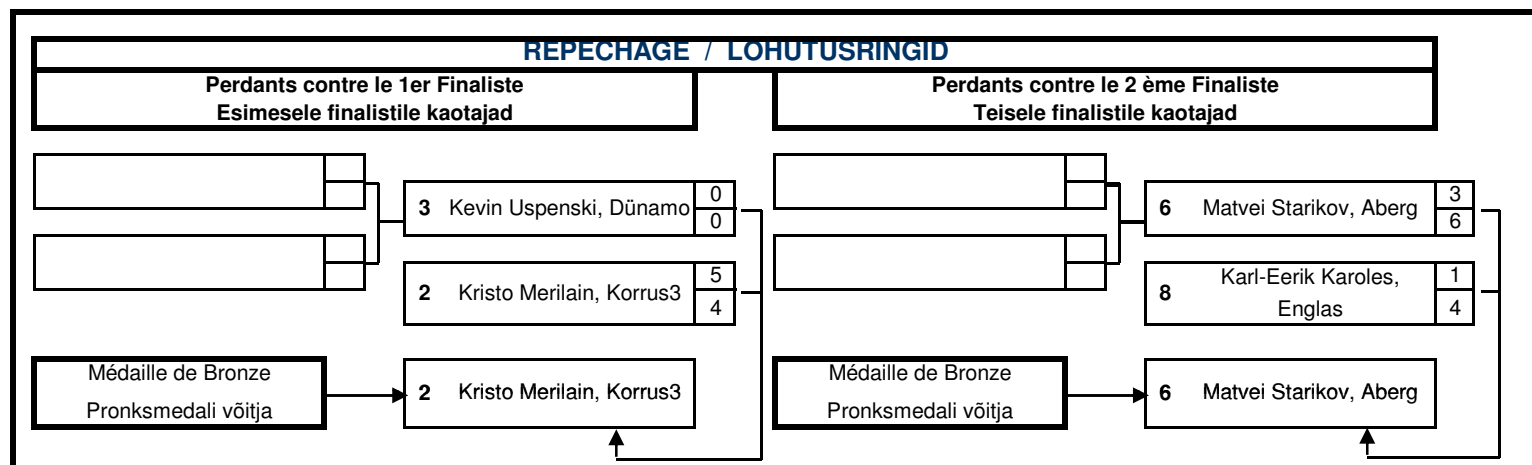 REPECHAGE / LOHUTUSRINGID
Perdants contre le 1er Finaliste
Esimesele finalistile kaotajad
Perdants contre le 2 ème Finaliste
Teisele finalistile kaotajad
3 Kevin Uspenski, Dünamo 0
0
2 Kristo Merilain, Korrus3 5
4
6 Matvei Starikov, Aberg 3
6
8 Karl-Eerik Karoles, 1
Englas 4
Médaille de Bronze
Pronksmedali võitja
2 Kristo Merilain, Korrus3
Médaille de Bronze
Pronksmedali võitja
6 Matvei Starikov, Aberg